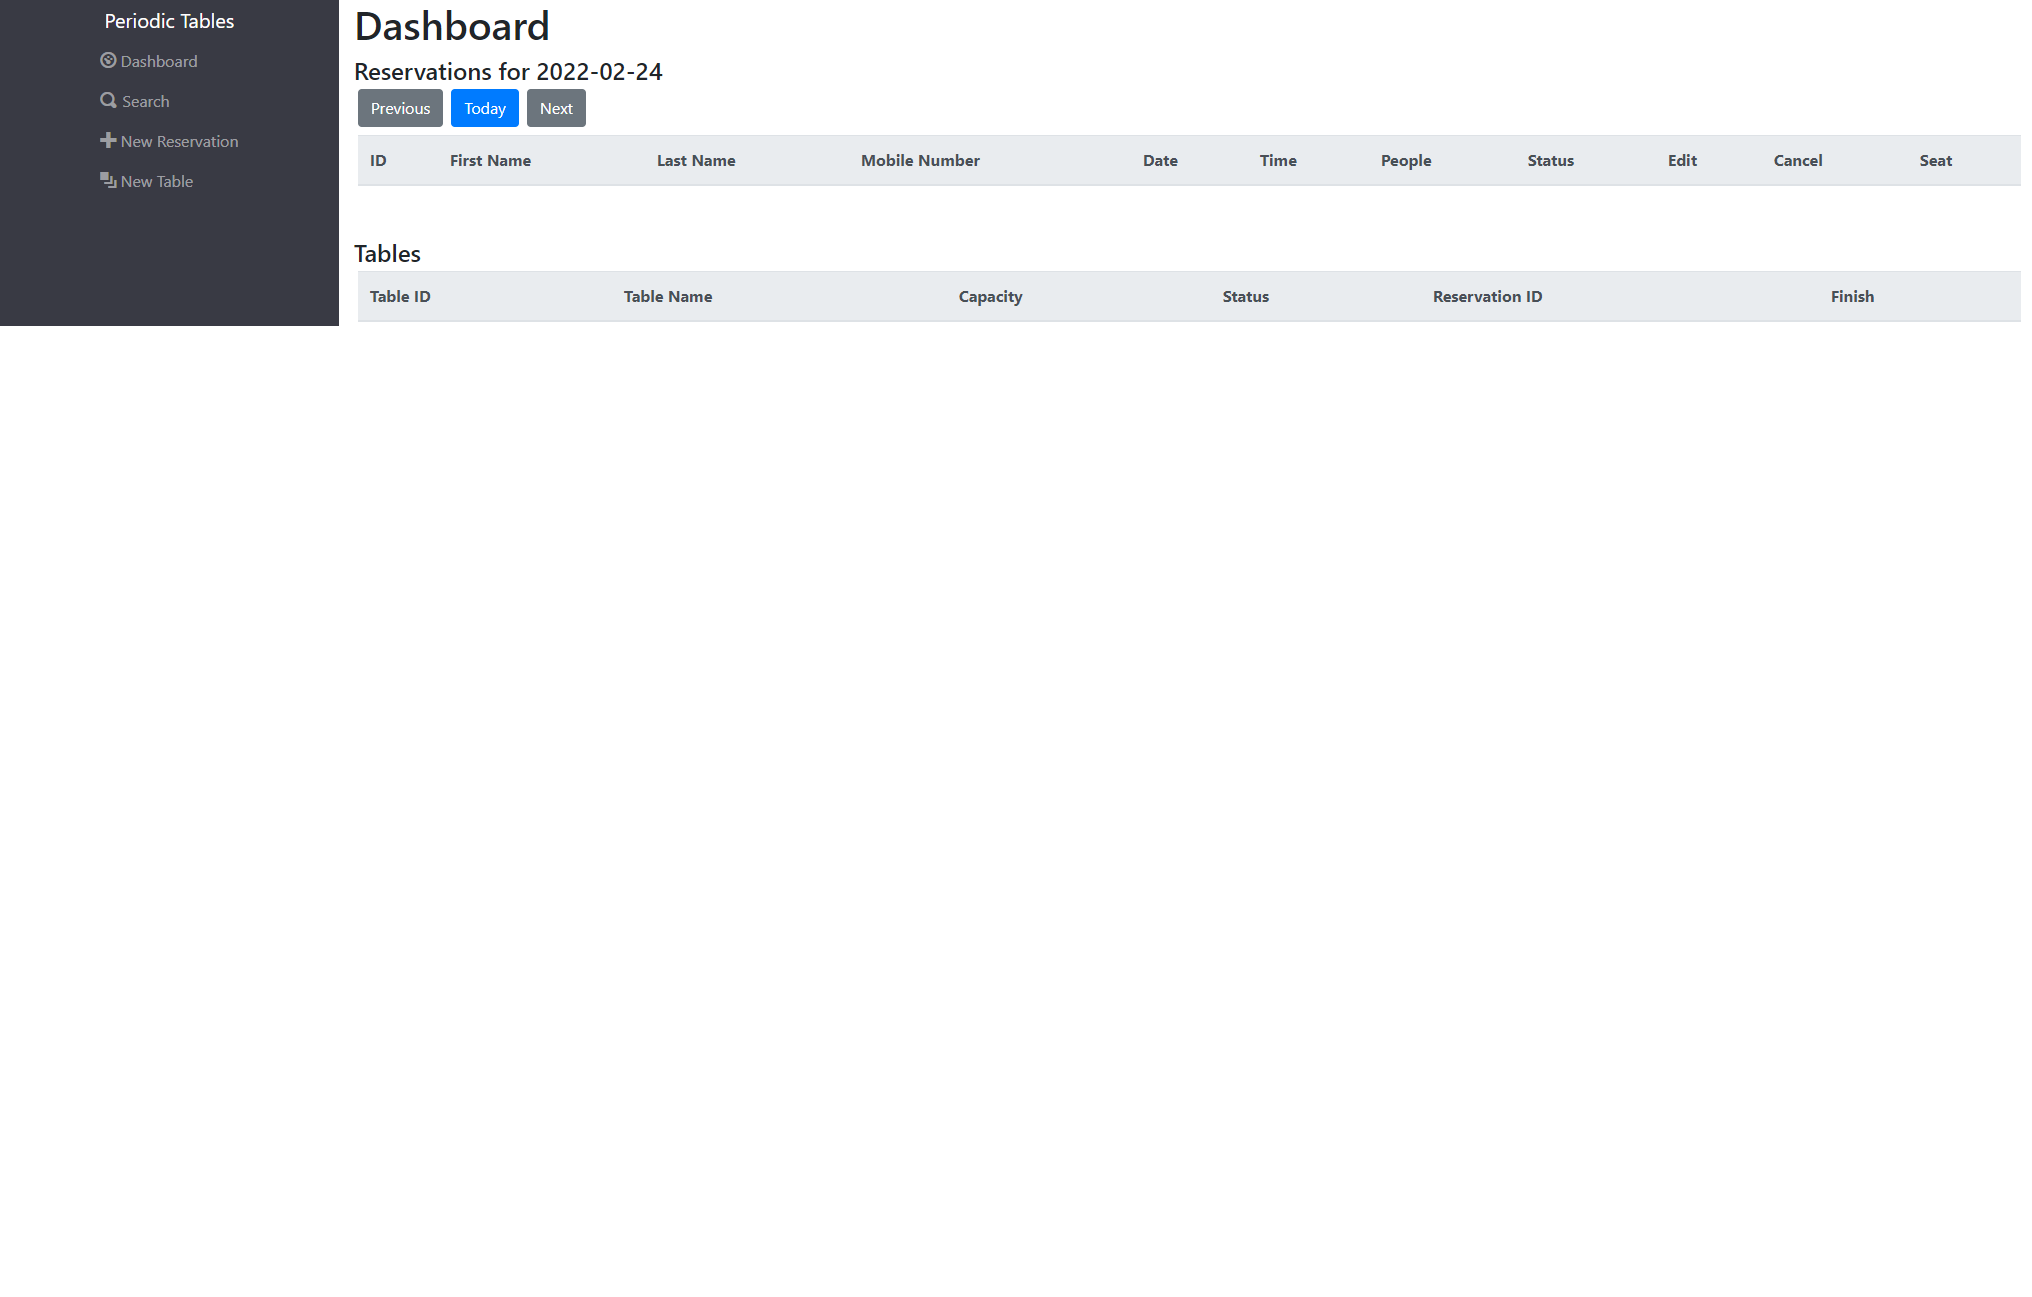 Periodic Tables
Dashboard
Search
New Reservation
New Table
Dashboard
Reservations for 2022-02-24
Previous Today Next
ID First Name Last Name Mobile Number Date Time People Status Edit Cancel Seat
Tables
Table ID Table Name Capacity Status Reservation ID Finish